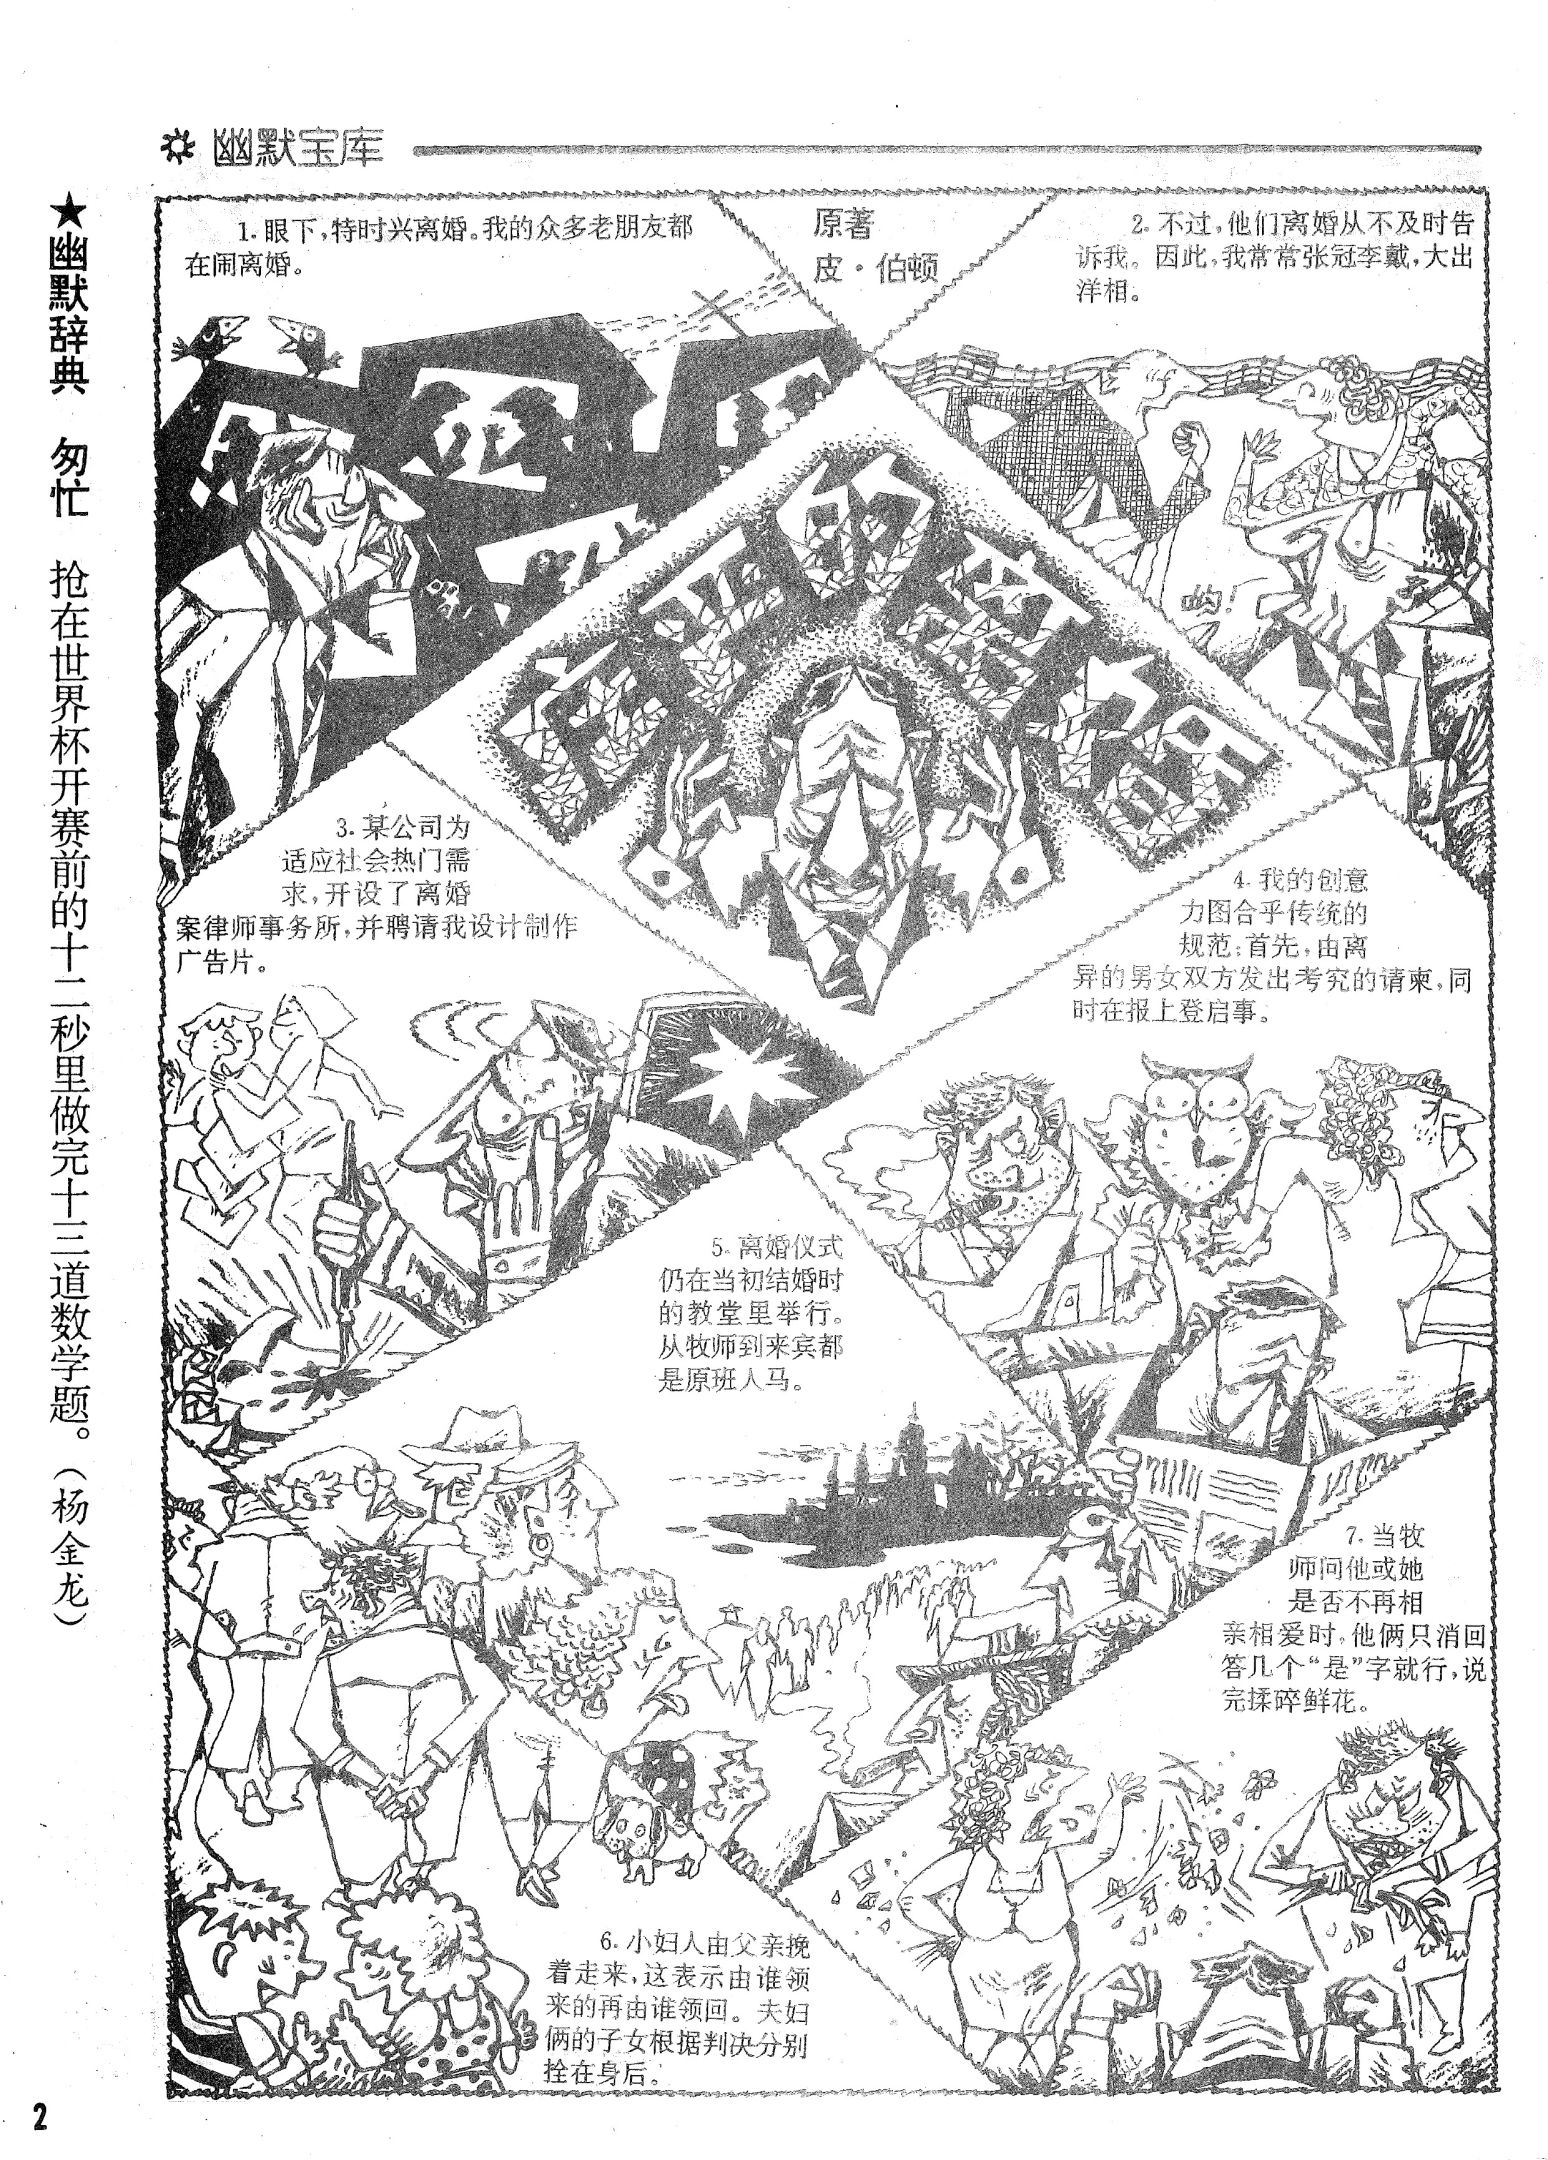 幽默宝库
★幽默辞典 匆忙 抢在世界杯开赛前的十二秒里做完十三道数学题。(杨金龙)
1. 眼下,特时兴离婚。我的众多老朋友都
在闹离婚。
原著
皮·伯顿
2. 不过,他们离婚从不及时告
诉我。因此,我常常张冠李戴,大出
洋相。
哟!
3. 某公司为
适应社会热门需
求,开设了离婚
案律师事务所,并聘请我设计制作
广告片。
4. 我的创意
力图合乎传统的
规范:首先,由离
异的男女双方发出考究的请柬,同
时在报上登启事。
5. 离婚仪式
仍在当初结婚时
的教堂里举行。
从牧师到来宾都
是原班人马。
6. 小妇人由父亲挽
着走来,这表示由谁领
来的再由谁领回。夫妇
俩的子女根据判决分别
拴在身后。
7. 当牧
师问他或她
是否不再相
亲相爱时,他俩只消回
答几个“是”字就行,说
完揉碎鲜花。
2